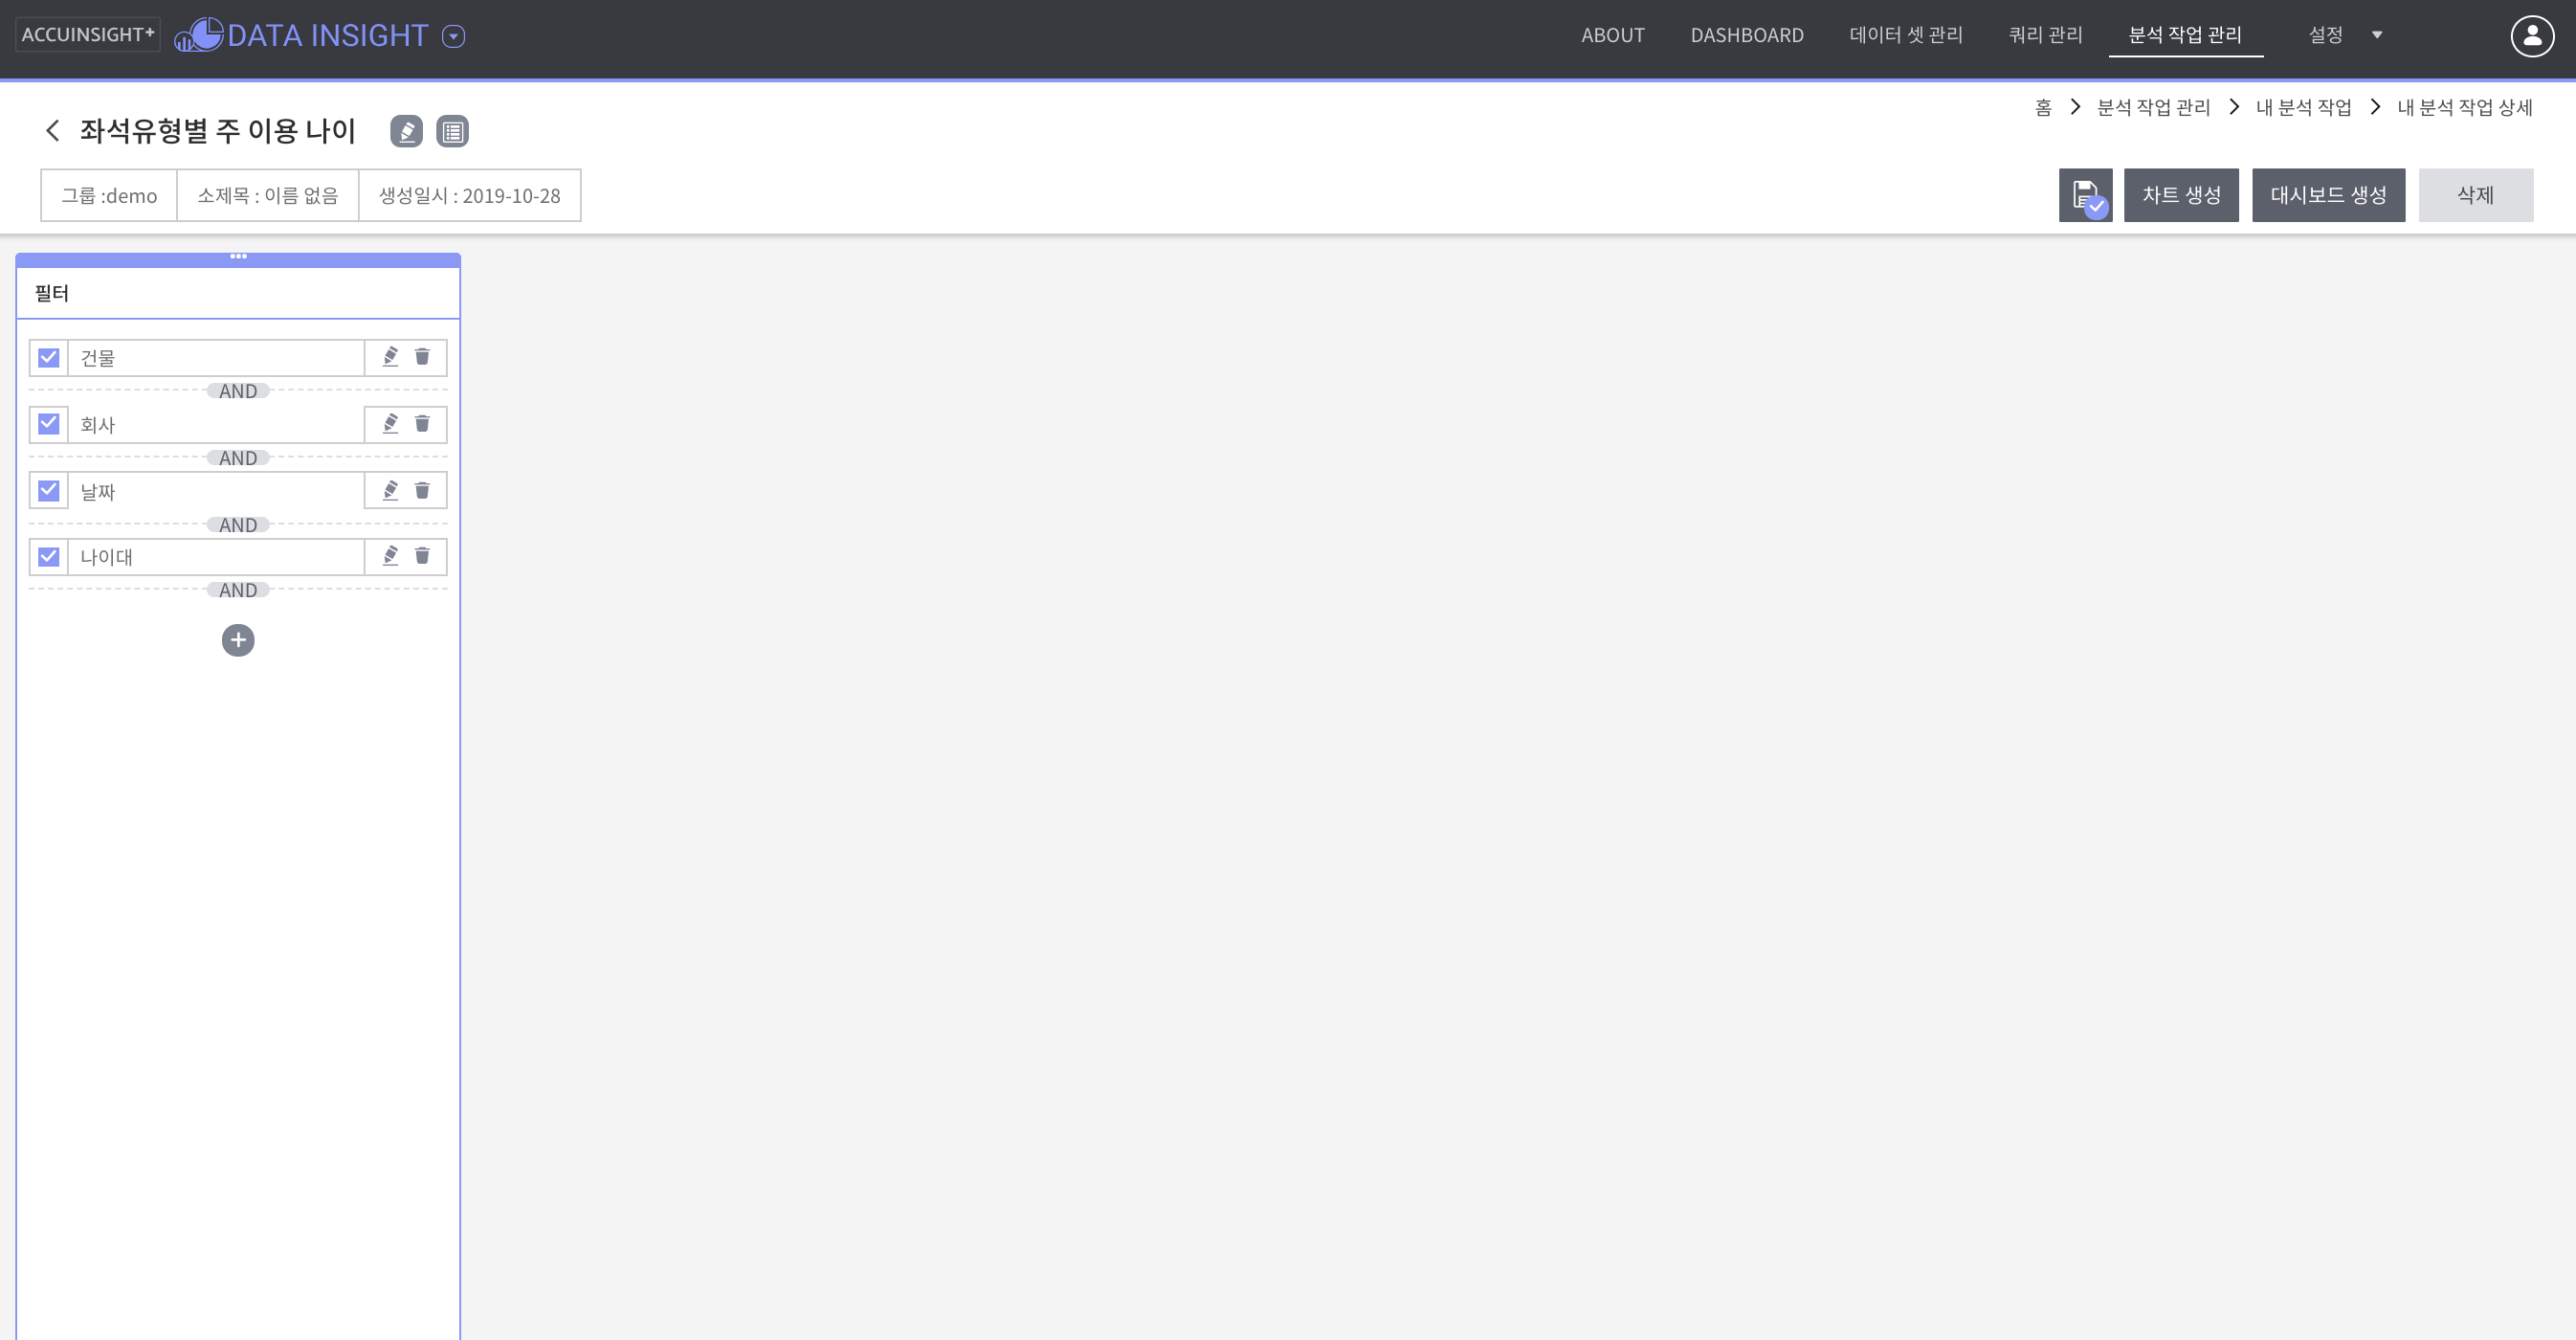 ACCUINSIGHT+ DATA INSIGHT ABOUT DASHBOARD 데이터 셋 관리 쿼리 관리 분석 작업 관리 설정
홈 > 분석 작업 관리 > 내 분석 작업 > 내 분석 작업 상세
좌석유형별 주 이용 나이
그룹 :demo 소제목 : 이름 없음 생성일시 : 2019-10-28 차트 생성 대시보드 생성 삭제
필터
건물
AND
회사
AND
날짜
AND
나이대
AND